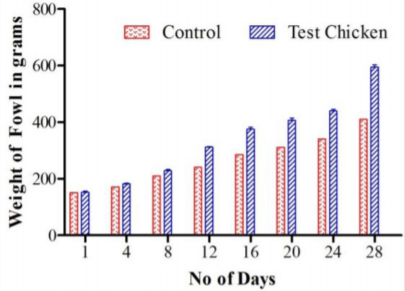 800
600
400
200
0
Weight of Fowl in grams
Control Test Chicken
1 4 8 12 16 20 24 28
No of Days